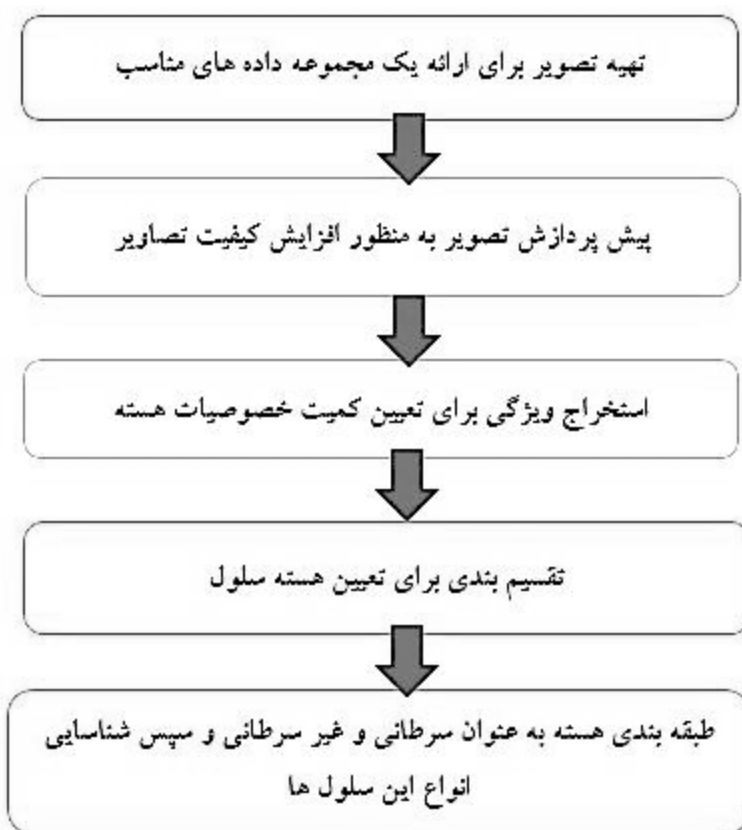 تهیه تصویر برای ارائه یک مجموعه داده های مناسب
پیش پردازش تصویر به منظور افزایش کیفیت تصاویر
استخراج ویژگی برای تعیین کمیت خصوصیات هسته
تقسیم بندی برای تعیین هسته سلول
طبقه بندی هسته به عنوان سرطانی و غیر سرطانی و سپس شناسایی
انواع این سلول ها